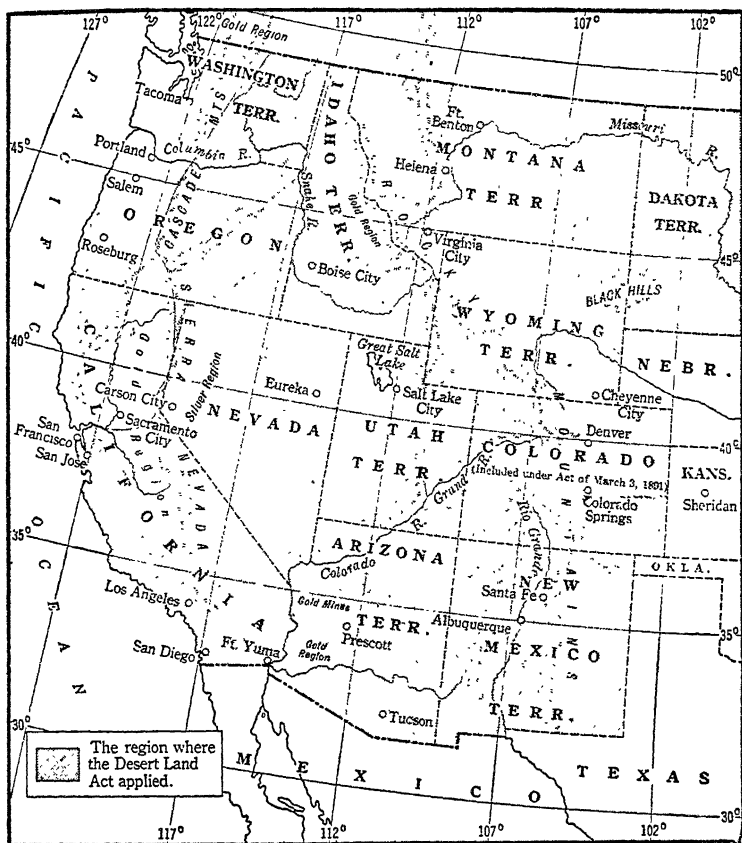 127° 122° 117° 112° 107° 102°
Gold Region
50°
WASHINGTON
TERR.
Tacoma
MTS
CASCADE
Columbia R.
Portland
Salem
45°
OREGON
Roseburg
IDAHO TERR.
Snake R.
Gold Region
Boise City
Ft.
Benton
Missouri R.
MONTANA
TERR
Helena
Virginia
City
ROCKY
DAKOTA
TERR.
45°
BLACK HILLS
WYOMING
TERR.
NEBR.
PACIFIC
OCEAN
40°
CALIFORNIA
SIERRA
NEVADA
Gold
Region
Silver Region
Carson City
Sacramento
City
San
Francisco
San Jose
Eureka
NEVADA
Great Salt
Lake
Salt Lake
City
UTAH
TERR
Cheyenne
City
Denver
40°
COLORADO
(Included under Act of March 3, 1891)
Colorado
Springs
MOUNTAINS
KANS.
Sheridan
Grand R.
Rio Grande
35°
ARIZONA
TERR.
Colorado R.
Gold Mines
Gold
Region
Prescott
Los Angeles
San Diego
Ft. Yuma
Tucson
OKLA.
Santa Fe
Albuquerque
NEW
MEXICO
TERR.
35°
30°
The region where
the Desert Land
Act applied.
MEXICO
TEXAS
30°
117° 112° 107° 102°